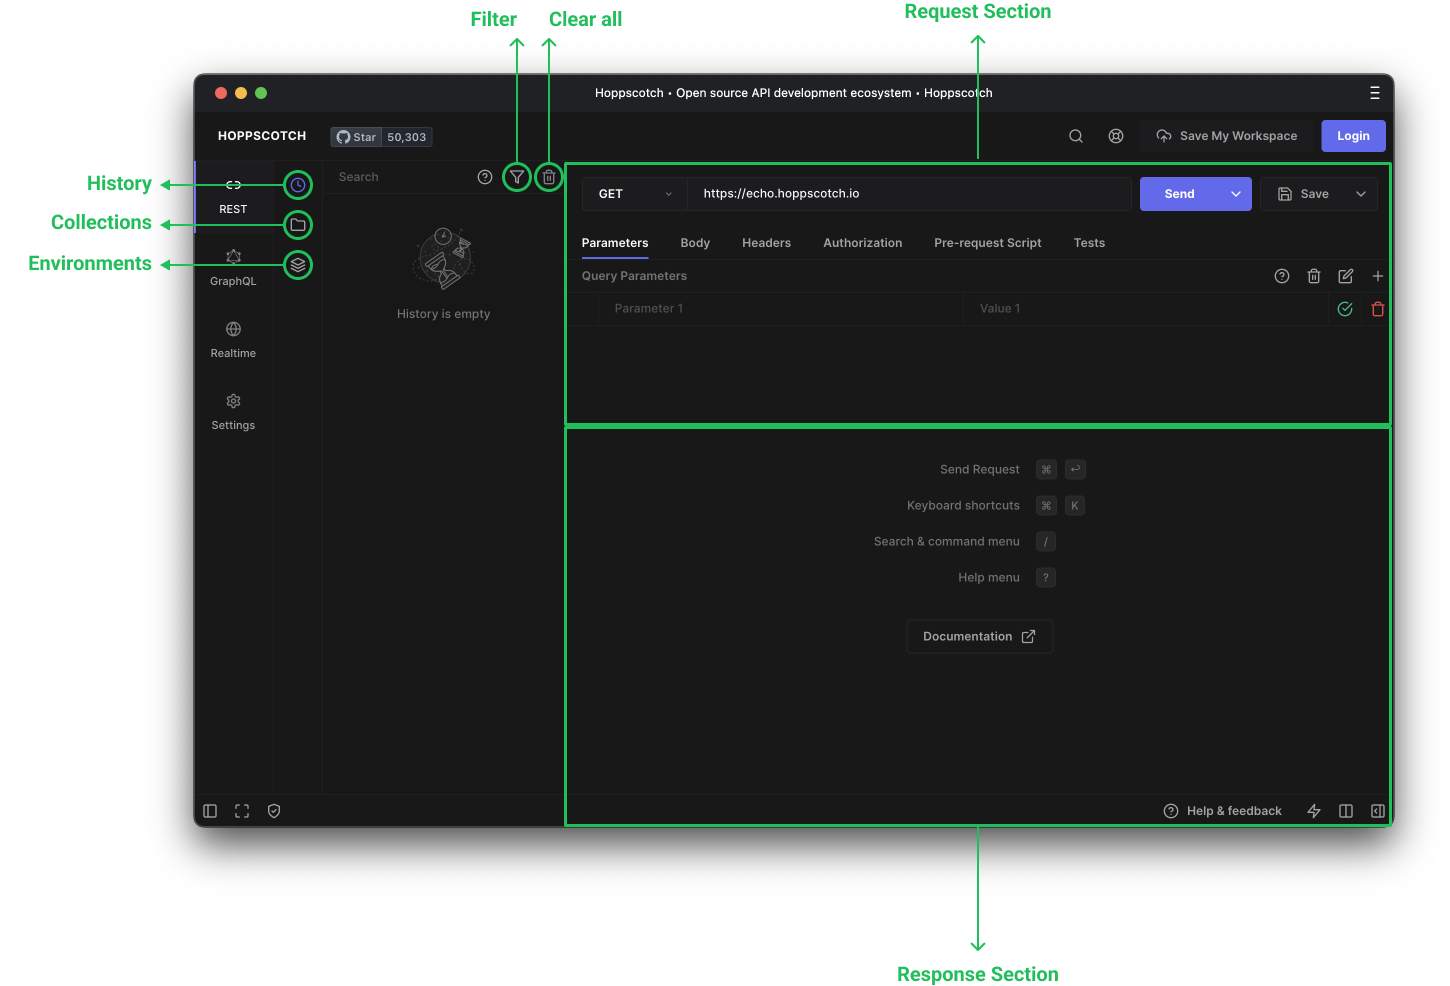 Request Section
Filter Clear all
Hoppscotch • Open source API development ecosystem • Hoppscotch
HOPPSCOTCH Star 50,303 Save My Workspace Login
History
Collections
Environments
REST
GraphQL
Realtime
Settings
Search
History is empty
GET https://echo.hoppscotch.io Send Save
Parameters Body Headers Authorization Pre-request Script Tests
Query Parameters
Parameter 1 Value 1
Send Request ⌘ ↩
Keyboard shortcuts ⌘ K
Search & command menu /
Help menu ?
Documentation
Help & feedback
Response Section